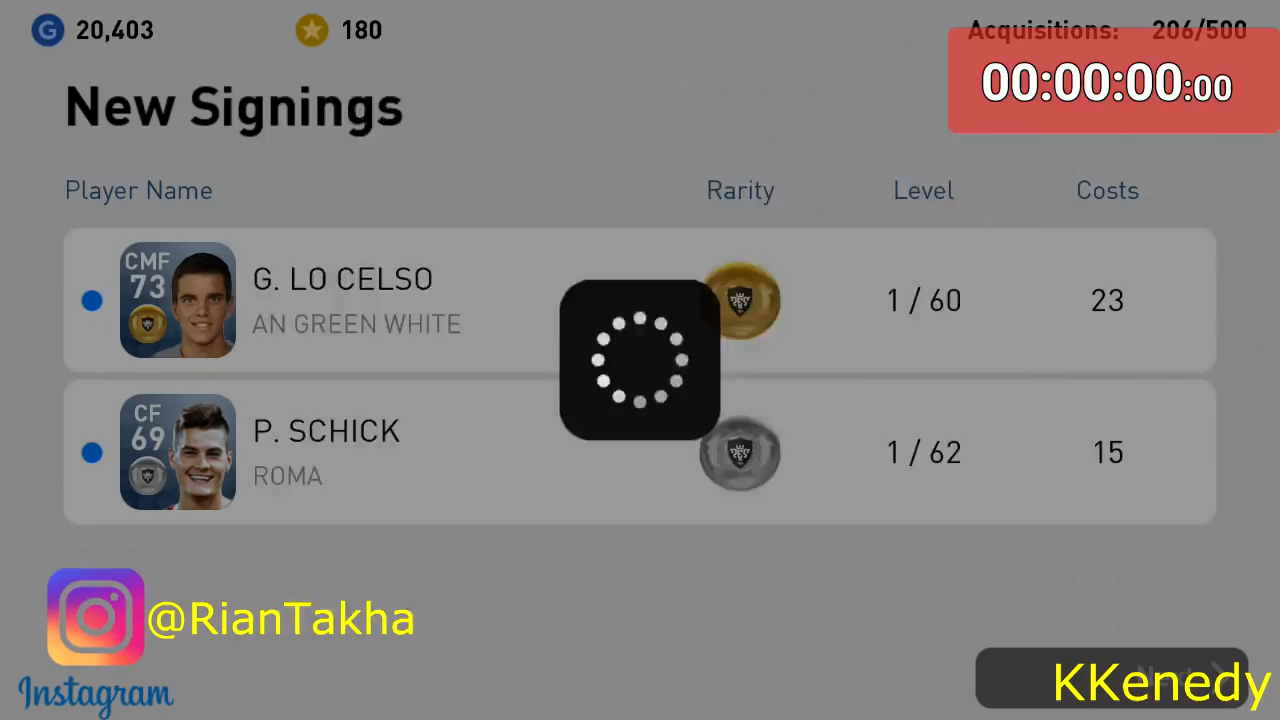 G 20,403
180
Acquisitions: 206/500
00:00:00:00
New Signings
Player Name Rarity Level Costs
CMF
73
G. LO CELSO
AN GREEN WHITE
1 / 60
23
CF
69
P. SCHICK
ROMA
1 / 62
15
@RianTakha
Instagram
Next
KKenedy